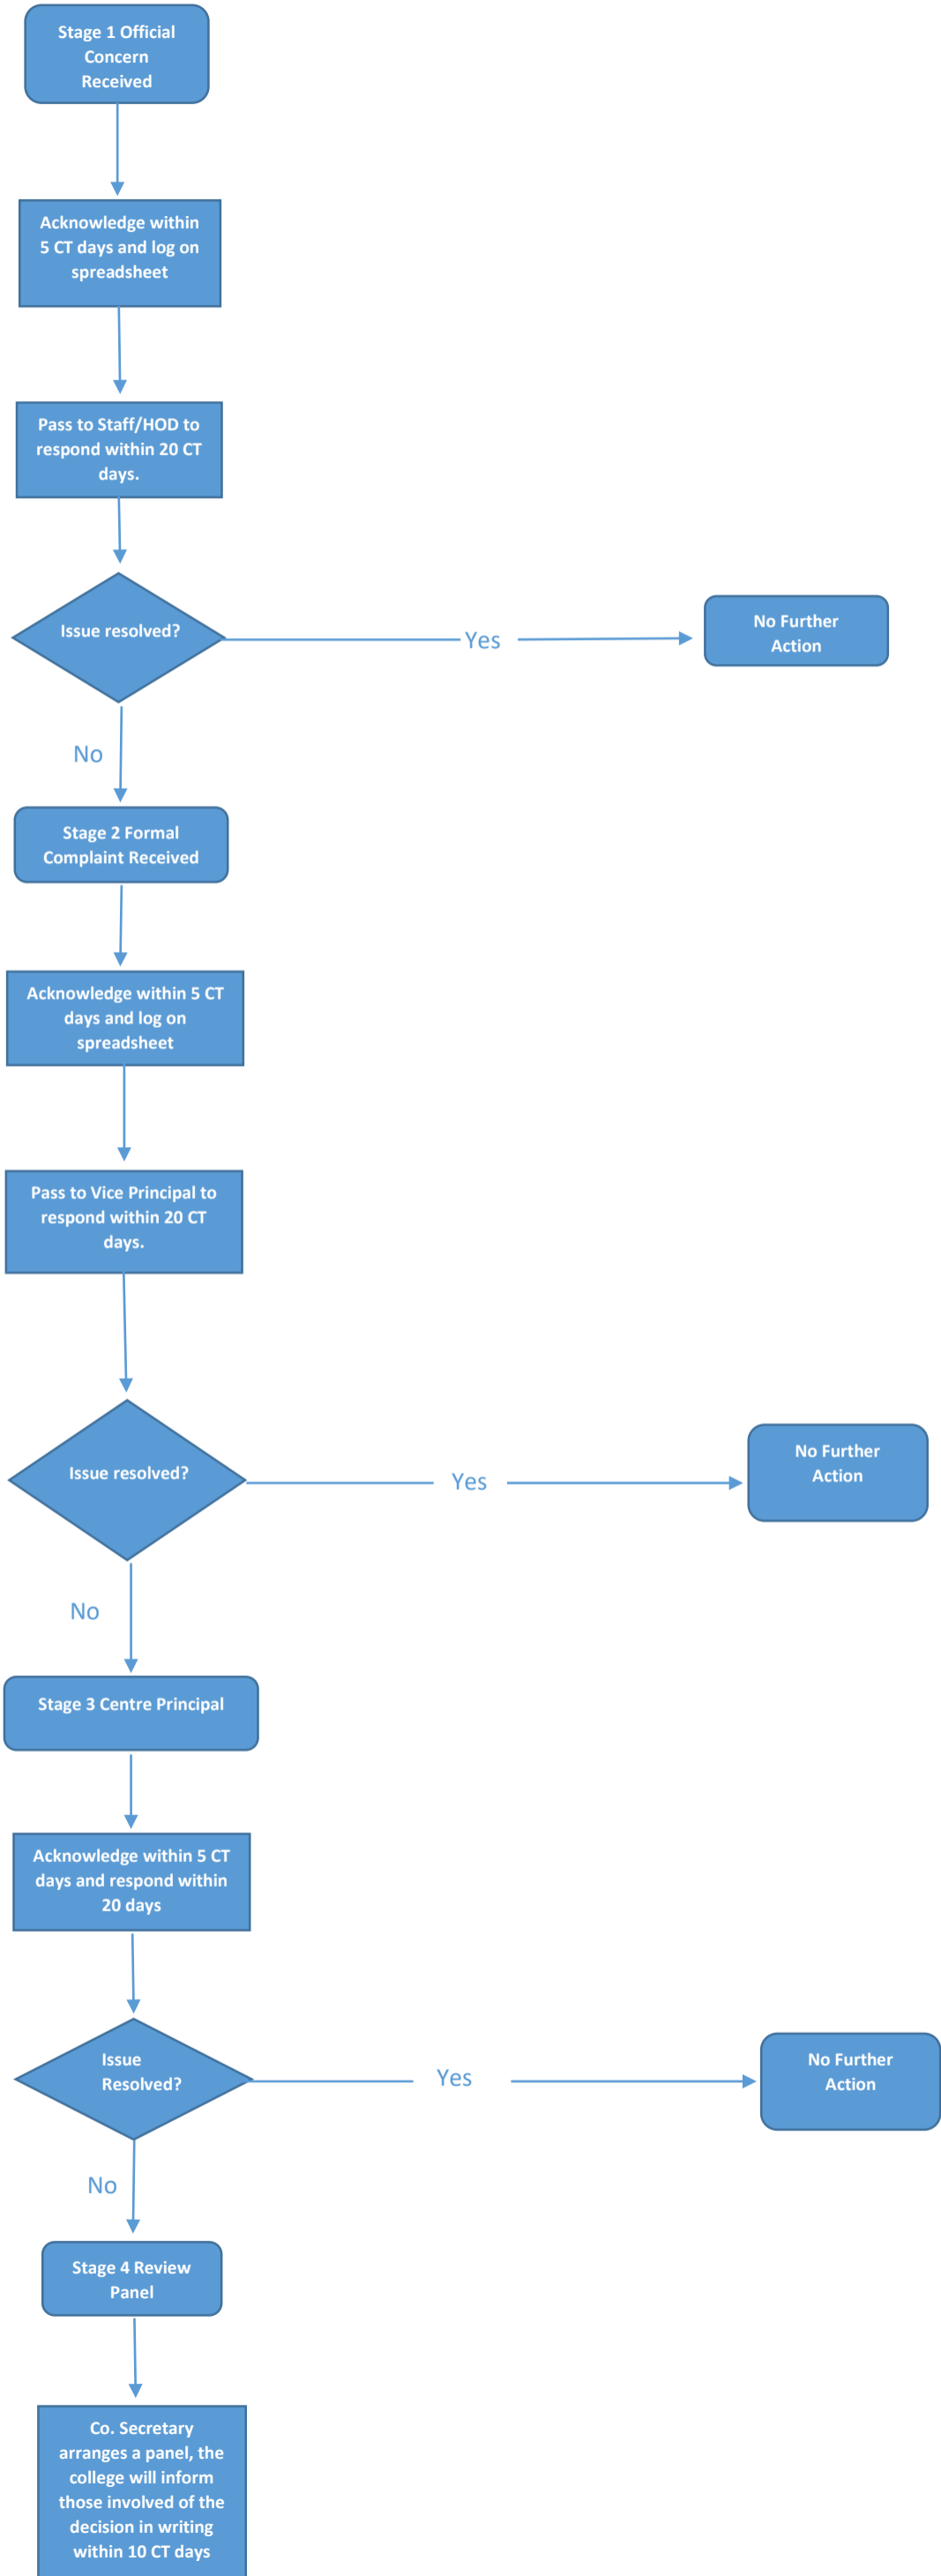 Stage 1 Official
Concern
Received
Acknowledge within
5 CT days and log on
spreadsheet
Pass to Staff/HOD to
respond within 20 CT
days.
Issue resolved?
Yes
No Further
Action
No
Stage 2 Formal
Complaint Received
Acknowledge within 5 CT
days and log on
spreadsheet
Pass to Vice Principal to
respond within 20 CT
days.
Issue resolved?
Yes
No Further
Action
No
Stage 3 Centre Principal
Acknowledge within 5 CT
days and respond within
20 days
Issue
Resolved?
Yes
No Further
Action
No
Stage 4 Review
Panel
Co. Secretary
arranges a panel, the
college will inform
those involved of the
decision in writing
within 10 CT days